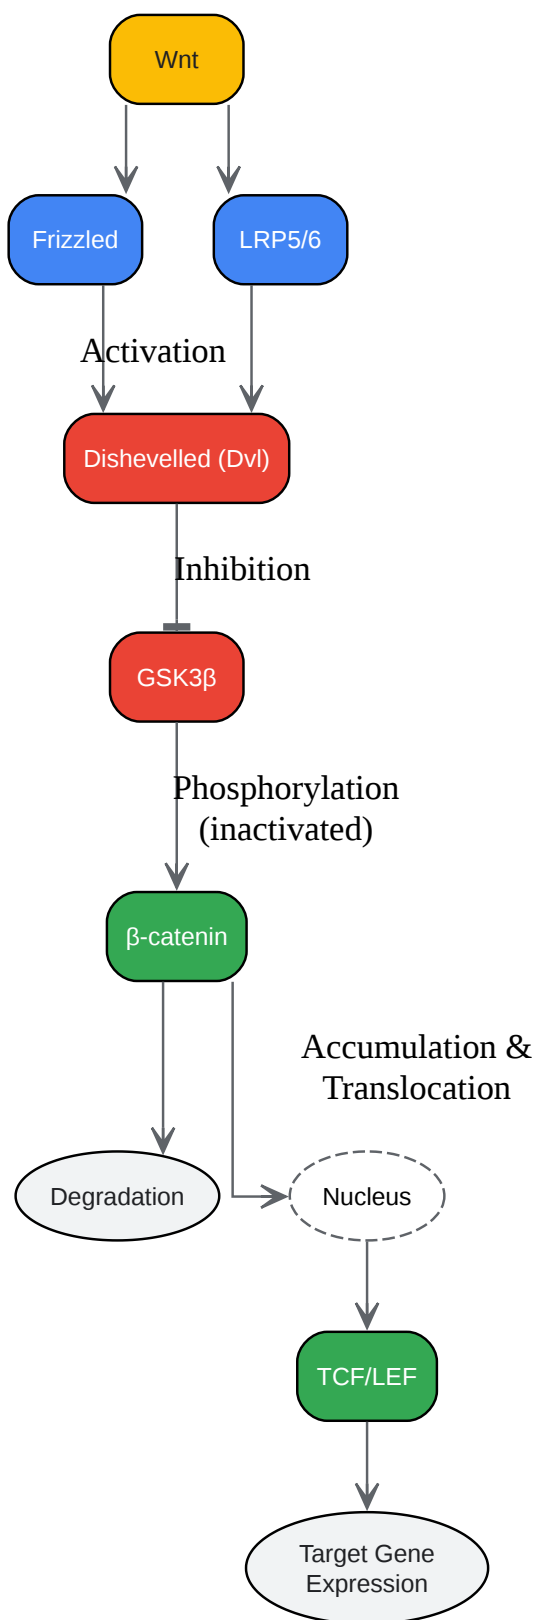 Wnt
Frizzled
LRP5/6
Activation
Dishevelled (Dvl)
Inhibition
GSK3β
Phosphorylation
(inactivated)
β-catenin
Accumulation &
Translocation
Degradation
Nucleus
TCF/LEF
Target Gene
Expression